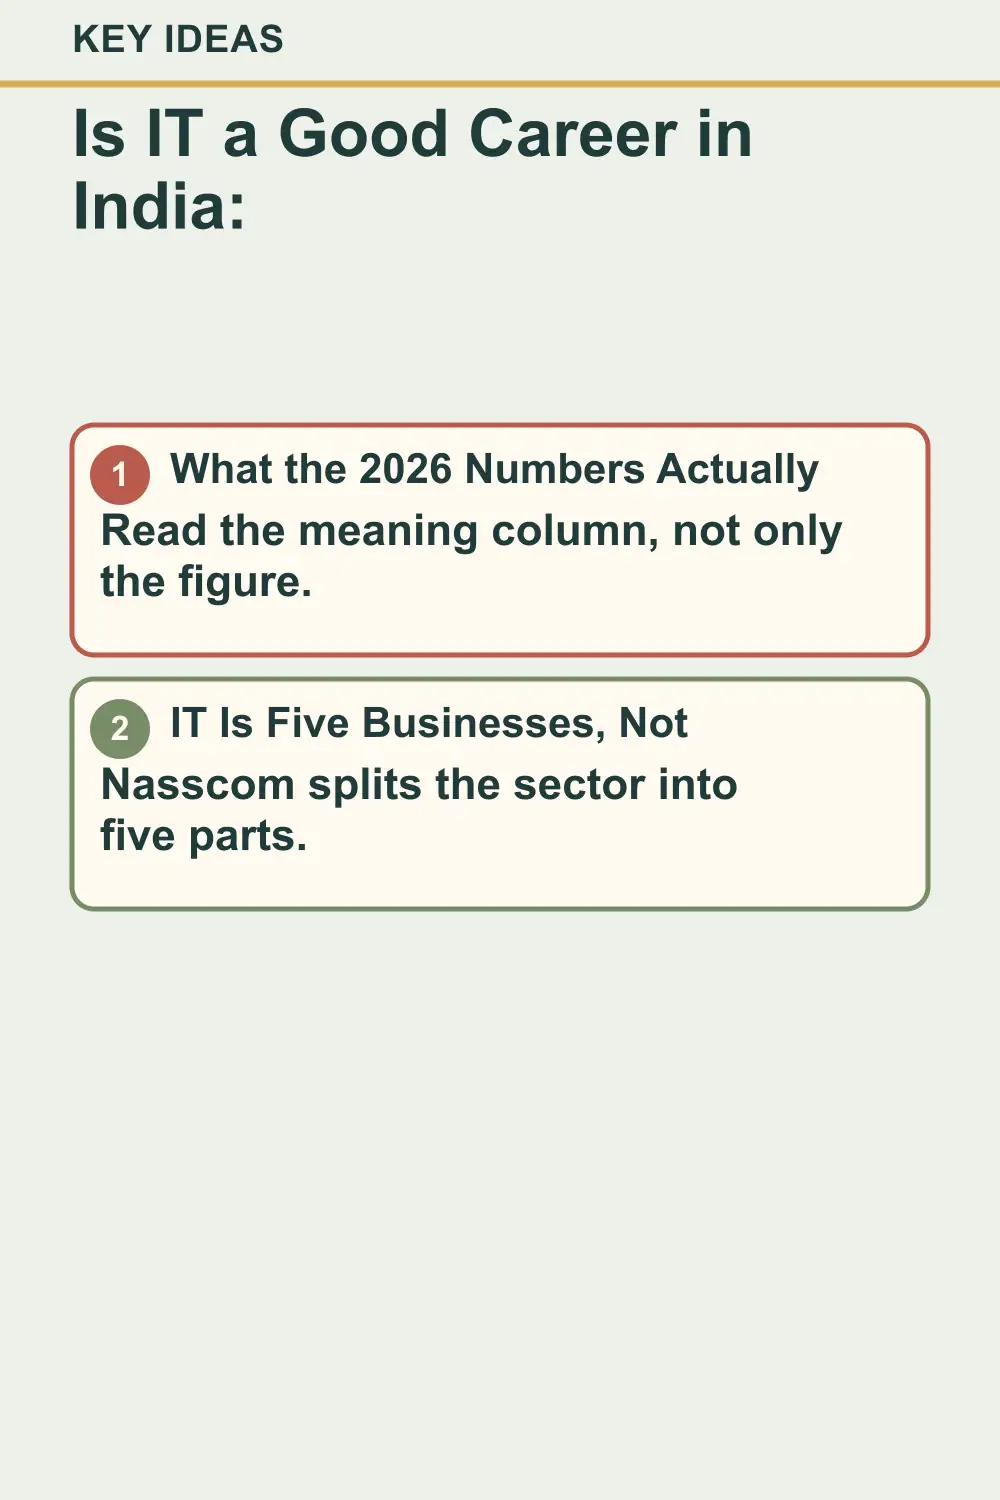 KEY IDEAS
Is IT a Good Career in
India:
1 What the 2026 Numbers Actually
Read the meaning column, not only
the figure.
2 IT Is Five Businesses, Not
Nasscom splits the sector into
five parts.